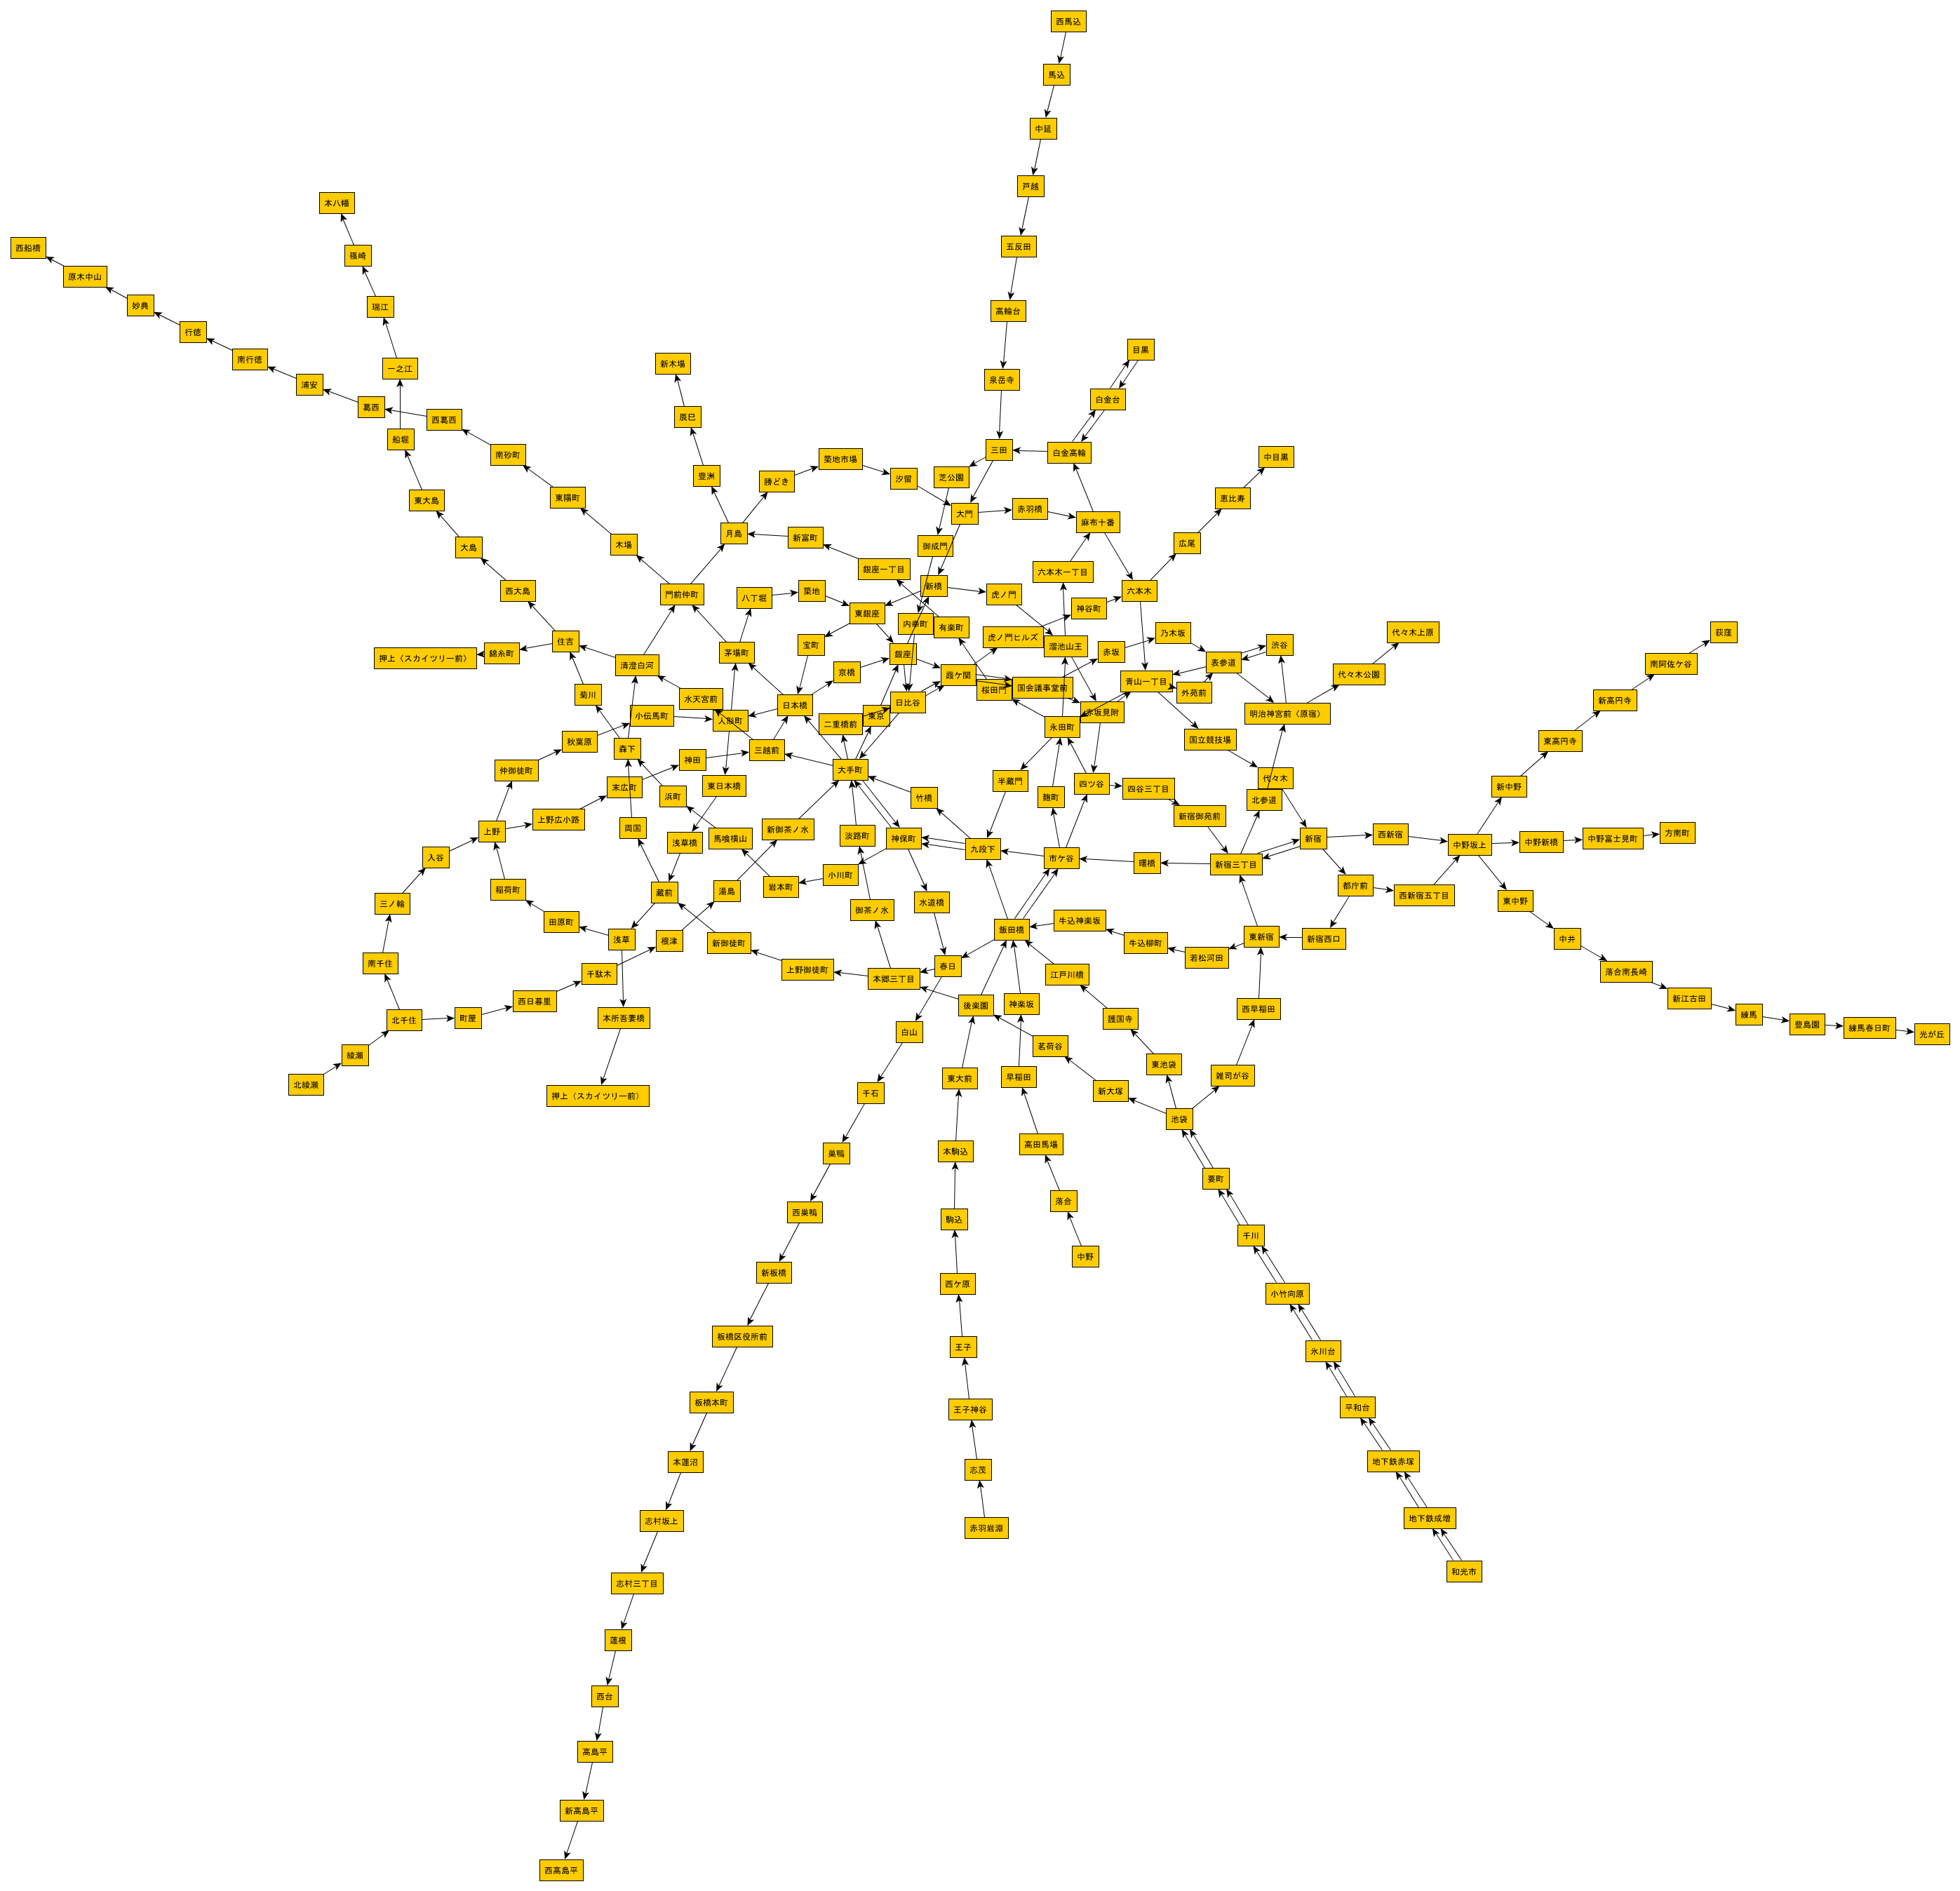 西馬込
馬込
中延
戸越
本八幡
五反田
西船橋
篠崎
原木中山
妙典
瑞江
高輪台
行徳
目黒
南行徳
新木場
一之江
泉岳寺
浦安
白金台
葛西
辰巳
西葛西
船堀
三田
白金高輪
南砂町
中目黒
築地市場
豊洲
芝公園
汐留
勝どき
東陽町
恵比寿
東大島
赤羽橋
大門
麻布十番
月島
新富町
木場
広尾
御成門
大島
銀座一丁目
六本木一丁目
新橋
西大島
六本木
門前仲町
八丁堀
築地
虎ノ門
神谷町
東銀座
内幸町
有楽町
乃木坂
代々木上原
荻窪
虎ノ門ヒルズ
住吉
宝町
渋谷
溜池山王
茅場町
錦糸町
銀座
赤坂
押上〈スカイツリー前〉
表参道
南阿佐ケ谷
清澄白河
京橋
霞ケ関
代々木公園
青山一丁目
国会議事堂前
桜田門
外苑前
菊川
水天宮前
日比谷
新高円寺
日本橋
赤坂見附
明治神宮前〈原宿〉
小伝馬町
人形町
東京
二重橋前
永田町
国立競技場
秋葉原
東高円寺
森下
三越前
神田
仲御徒町
大手町
代々木
半蔵門
四ツ谷
末広町
東日本橋
四谷三丁目
新中野
浜町
竹橋
麹町
北参道
新宿御苑前
上野広小路
両国
新御茶ノ水
上野
方南町
淡路町
馬喰横山
神保町
新宿
西新宿
浅草橋
中野坂上
中野新橋
中野富士見町
九段下
入谷
市ケ谷
曙橋
新宿三丁目
小川町
岩本町
都庁前
稲荷町
蔵前
湯島
西新宿五丁目
東中野
三ノ輪
水道橋
御茶ノ水
田原町
牛込神楽坂
飯田橋
東新宿
新宿西口
浅草
根津
新御徒町
牛込柳町
中井
若松河田
南千住
春日
上野御徒町
千駄木
本郷三丁目
江戸川橋
落合南長崎
西日暮里
新江古田
後楽園
神楽坂
西早稲田
練馬
北千住
町屋
本所吾妻橋
護国寺
豊島園
練馬春日町
白山
光が丘
茗荷谷
綾瀬
東池袋
雑司が谷
早稲田
東大前
北綾瀬
新大塚
千石
押上（スカイツリー前）
池袋
高田馬場
本駒込
巣鴨
要町
落合
西巣鴨
駒込
千川
中野
新板橋
西ケ原
小竹向原
板橋区役所前
王子
氷川台
板橋本町
平和台
王子神谷
本蓮沼
地下鉄赤塚
志茂
地下鉄成増
志村坂上
赤羽岩淵
和光市
志村三丁目
蓮根
西台
高島平
新高島平
西高島平